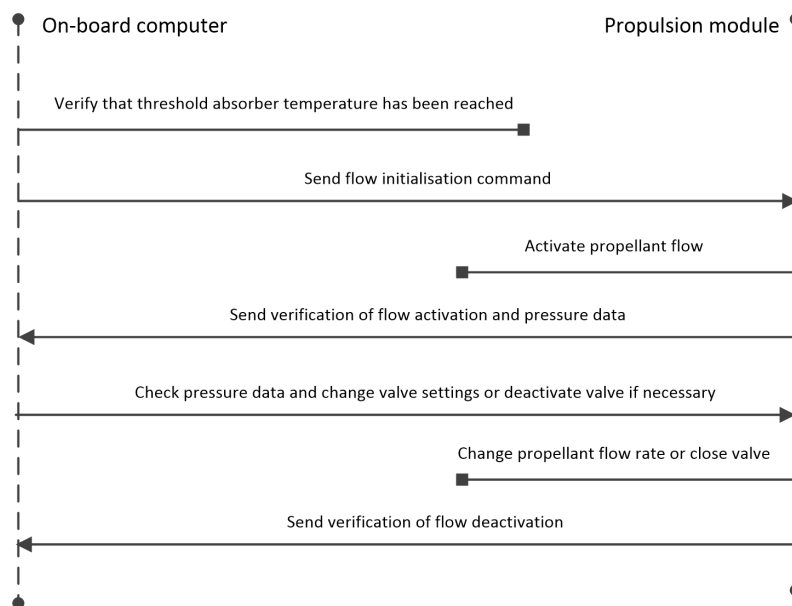 On-board computer
Propulsion module
Verify that threshold absorber temperature has been reached
Send flow initialisation command
Activate propellant flow
Send verification of flow activation and pressure data
Check pressure data and change valve settings or deactivate valve if necessary
Change propellant flow rate or close valve
Send verification of flow deactivation